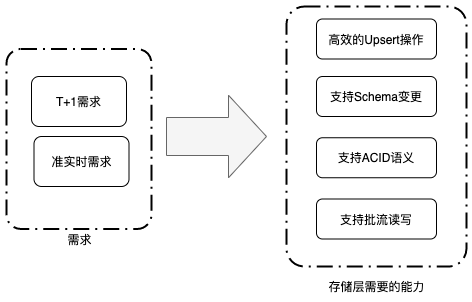 T+1需求
准实时需求
需求
高效的Upsert操作
支持Schema变更
支持ACID语义
支持批流读写
存储层需要的能力